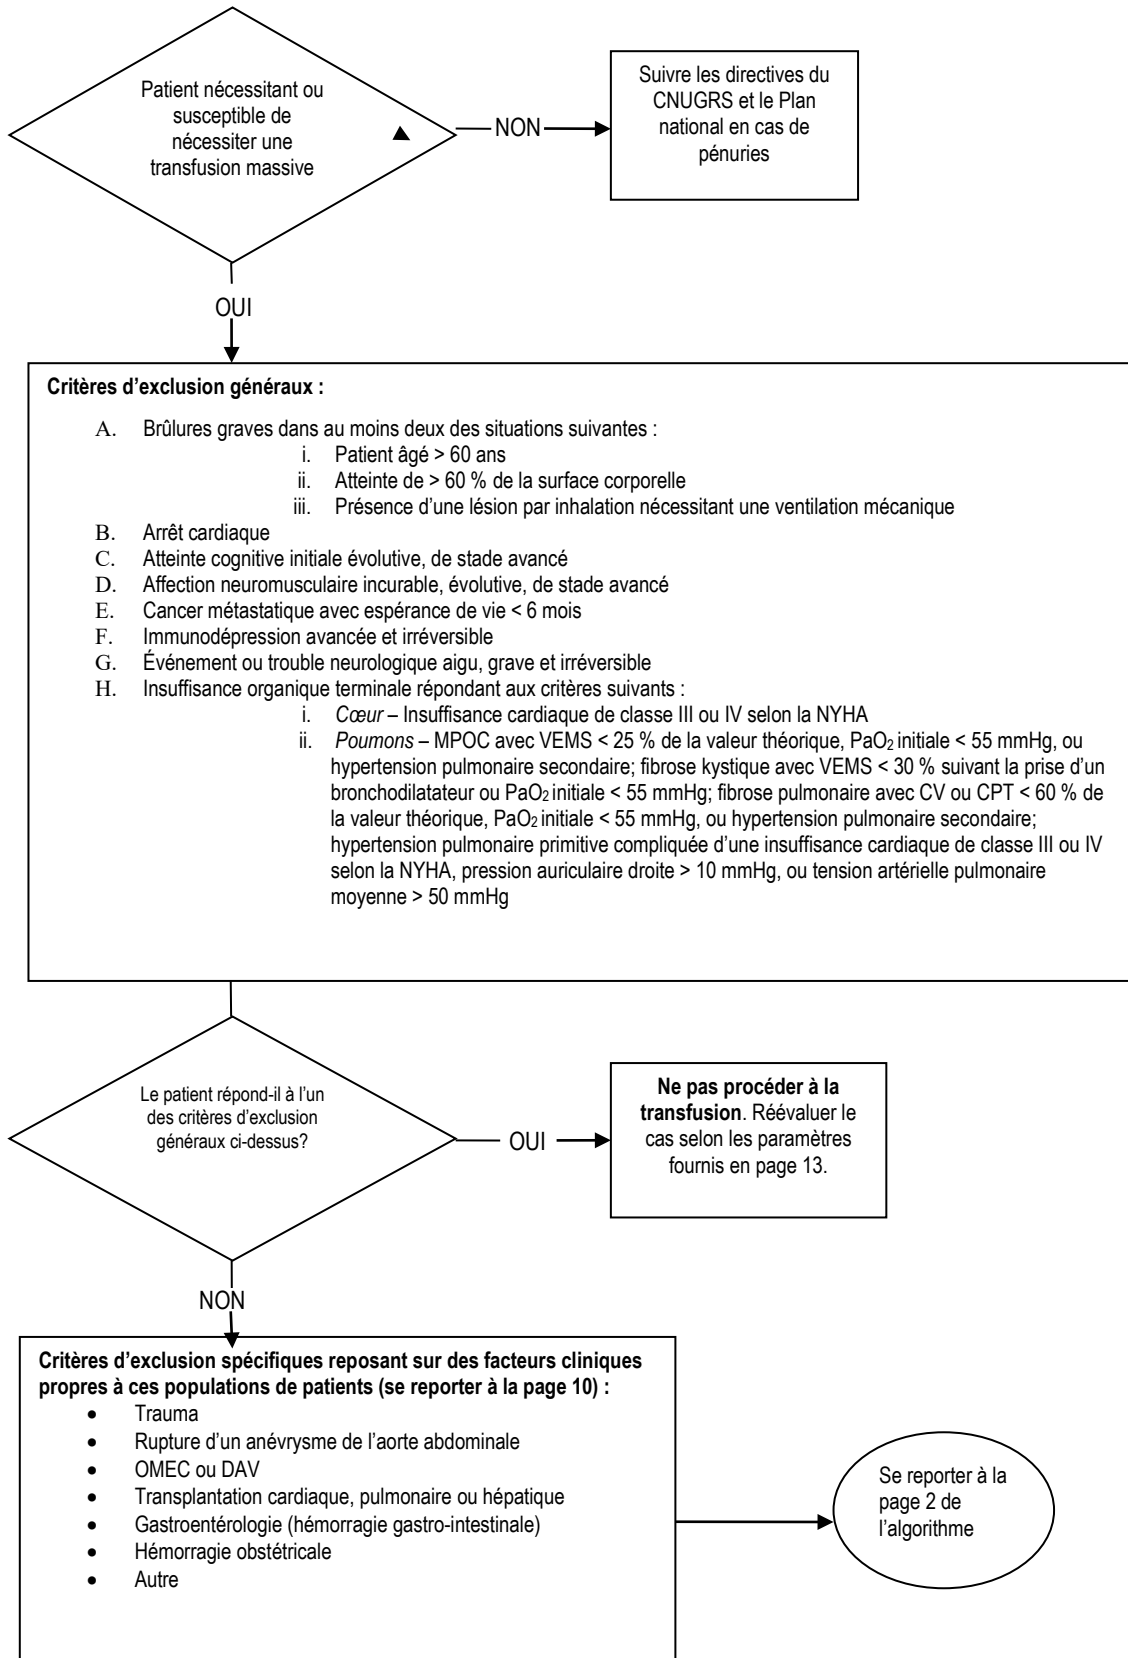 Patient nécessitant ou
susceptible de
nécessiter une
transfusion massive
NON
Suivre les directives du
CNUGRS et le Plan
national en cas de
pénuries
OUI
Critères d'exclusion généraux :
A. Brûlures graves dans au moins deux des situations suivantes :
i. Patient âgé > 60 ans
ii. Atteinte de > 60 % de la surface corporelle
iii. Présence d'une lésion par inhalation nécessitant une ventilation mécanique
B. Arrêt cardiaque
C. Atteinte cognitive initiale évolutive, de stade avancé
D. Affection neuromusculaire incurable, évolutive, de stade avancé
E. Cancer métastatique avec espérance de vie < 6 mois
F. Immunodépression avancée et irréversible
G. Événement ou trouble neurologique aigu, grave et irréversible
H. Insuffisance organique terminale répondant aux critères suivants :
i. Cœur – Insuffisance cardiaque de classe III ou IV selon la NYHA
ii. Poumons – MPOC avec VEMS < 25 % de la valeur théorique, PaO2 initiale < 55 mmHg, ou
hypertension pulmonaire secondaire; fibrose kystique avec VEMS < 30 % suivant la prise d'un
bronchodilatateur ou PaO2 initiale < 55 mmHg; fibrose pulmonaire avec CV ou CPT < 60 % de
la valeur théorique, PaO2 initiale < 55 mmHg, ou hypertension pulmonaire secondaire;
hypertension pulmonaire primitive compliquée d'une insuffisance cardiaque de classe III ou IV
selon la NYHA, pression auriculaire droite > 10 mmHg, ou tension artérielle pulmonaire
moyenne > 50 mmHg
Le patient répond-il à l'un
des critères d'exclusion
généraux ci-dessus?
OUI
Ne pas procéder à la
transfusion. Réévaluer le
cas selon les paramètres
fournis en page 13.
NON
Critères d'exclusion spécifiques reposant sur des facteurs cliniques
propres à ces populations de patients (se reporter à la page 10) :
• Trauma
• Rupture d'un anévrysme de l'aorte abdominale
• OMEC ou DAV
• Transplantation cardiaque, pulmonaire ou hépatique
• Gastroentérologie (hémorragie gastro-intestinale)
• Hémorragie obstétricale
• Autre
Se reporter à la
page 2 de
l'algorithme